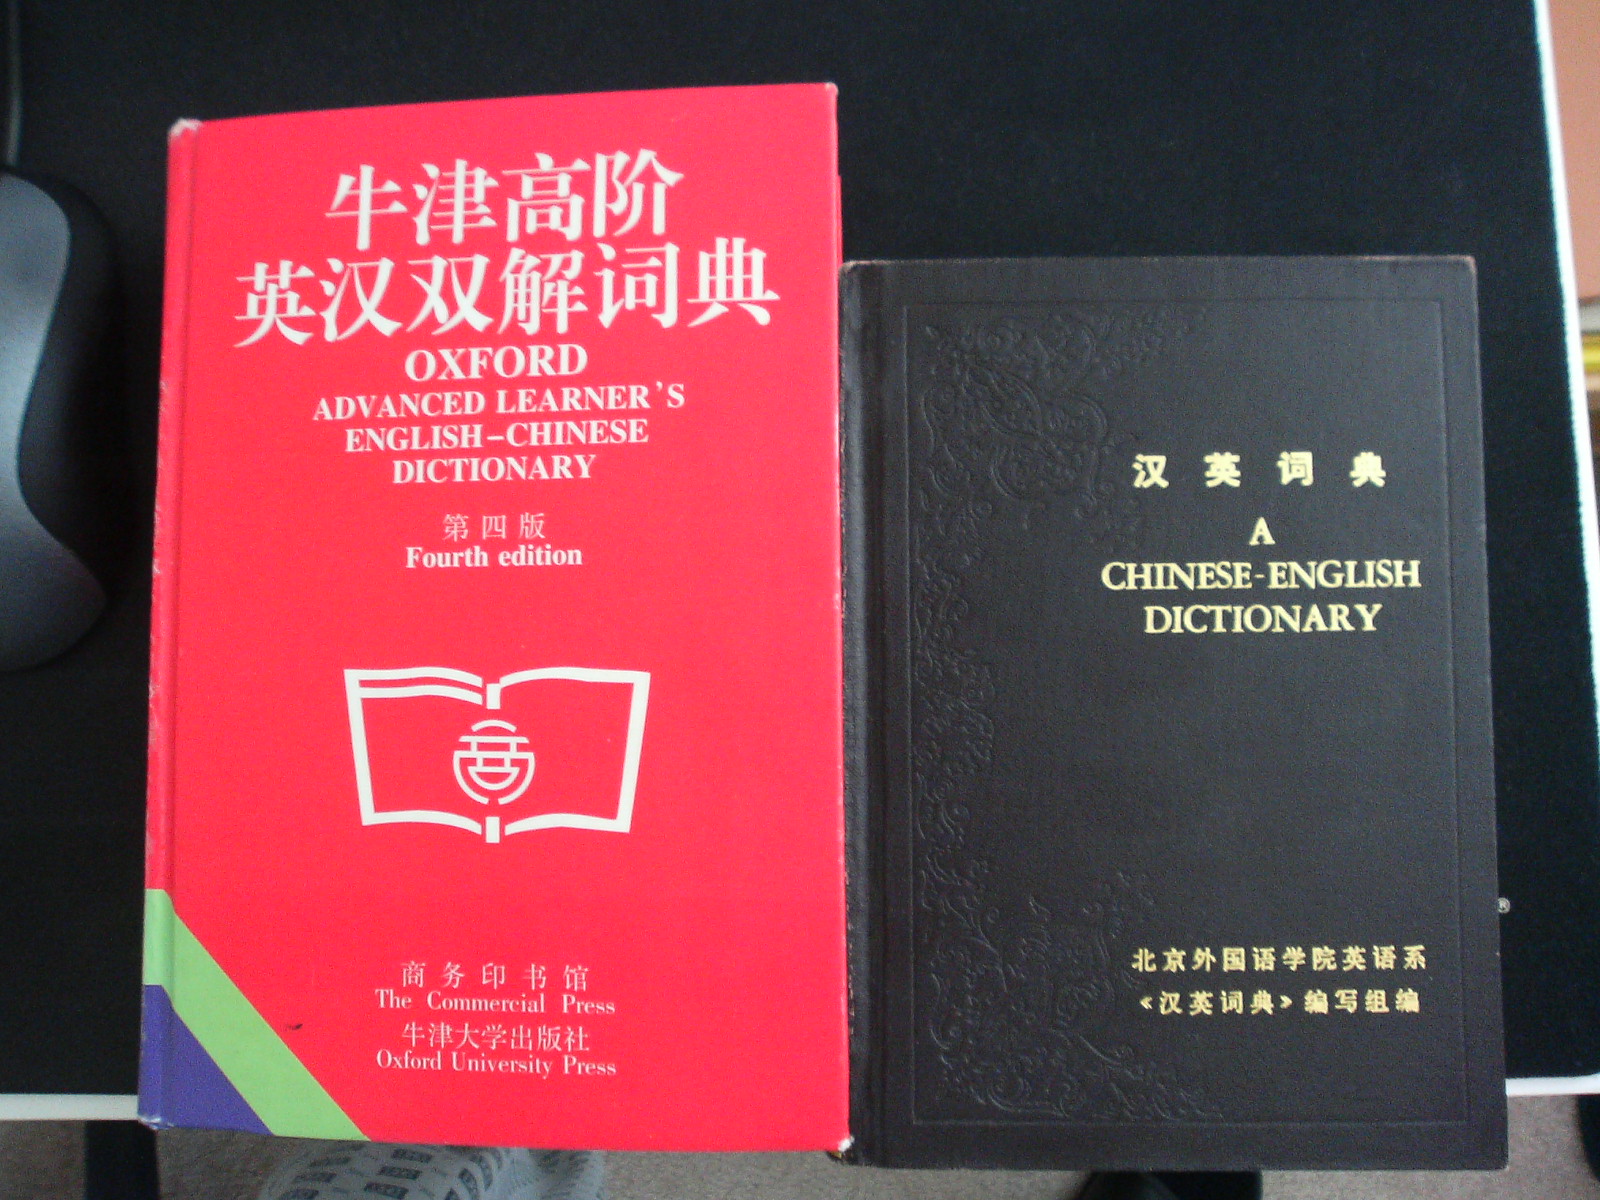 牛津高阶
英汉双解词典
OXFORD
ADVANCED LEARNER'S
ENGLISH-CHINESE
DICTIONARY
第四版
Fourth edition
商务印书馆
The Commercial Press
牛津大学出版社
Oxford University Press
汉英词典
A
CHINESE-ENGLISH
DICTIONARY
北京外国语学院英语系
《汉英词典》编写组编
®